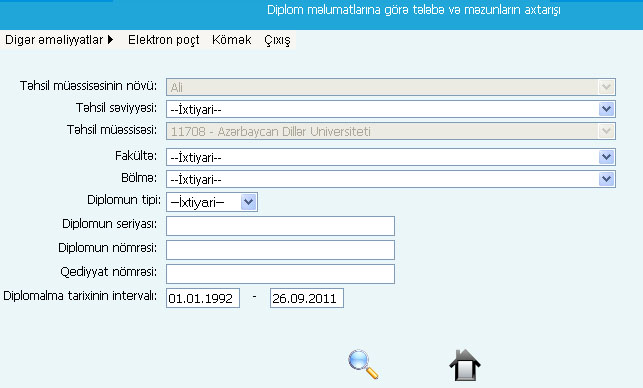 Diplom məlumatlarına görə tələbə və məzunların axtarışı
Digər əməliyyatlar Elektron poçt Kömək Çıxış
Təhsil müəssisəsinin növü: Ali
Təhsil səviyyəsi: --İxtiyari--
Təhsil müəssisəsi: 11708 - Azərbaycan Dillər Universiteti
Fakültə: --İxtiyari--
Bölmə: --İxtiyari--
Diplomun tipi: --İxtiyari--
Diplomun seriyası:
Diplomun nömrəsi:
Qediyyat nömrəsi:
Diplomalma tarixinin intervalı: 01.01.1992 - 26.09.2011